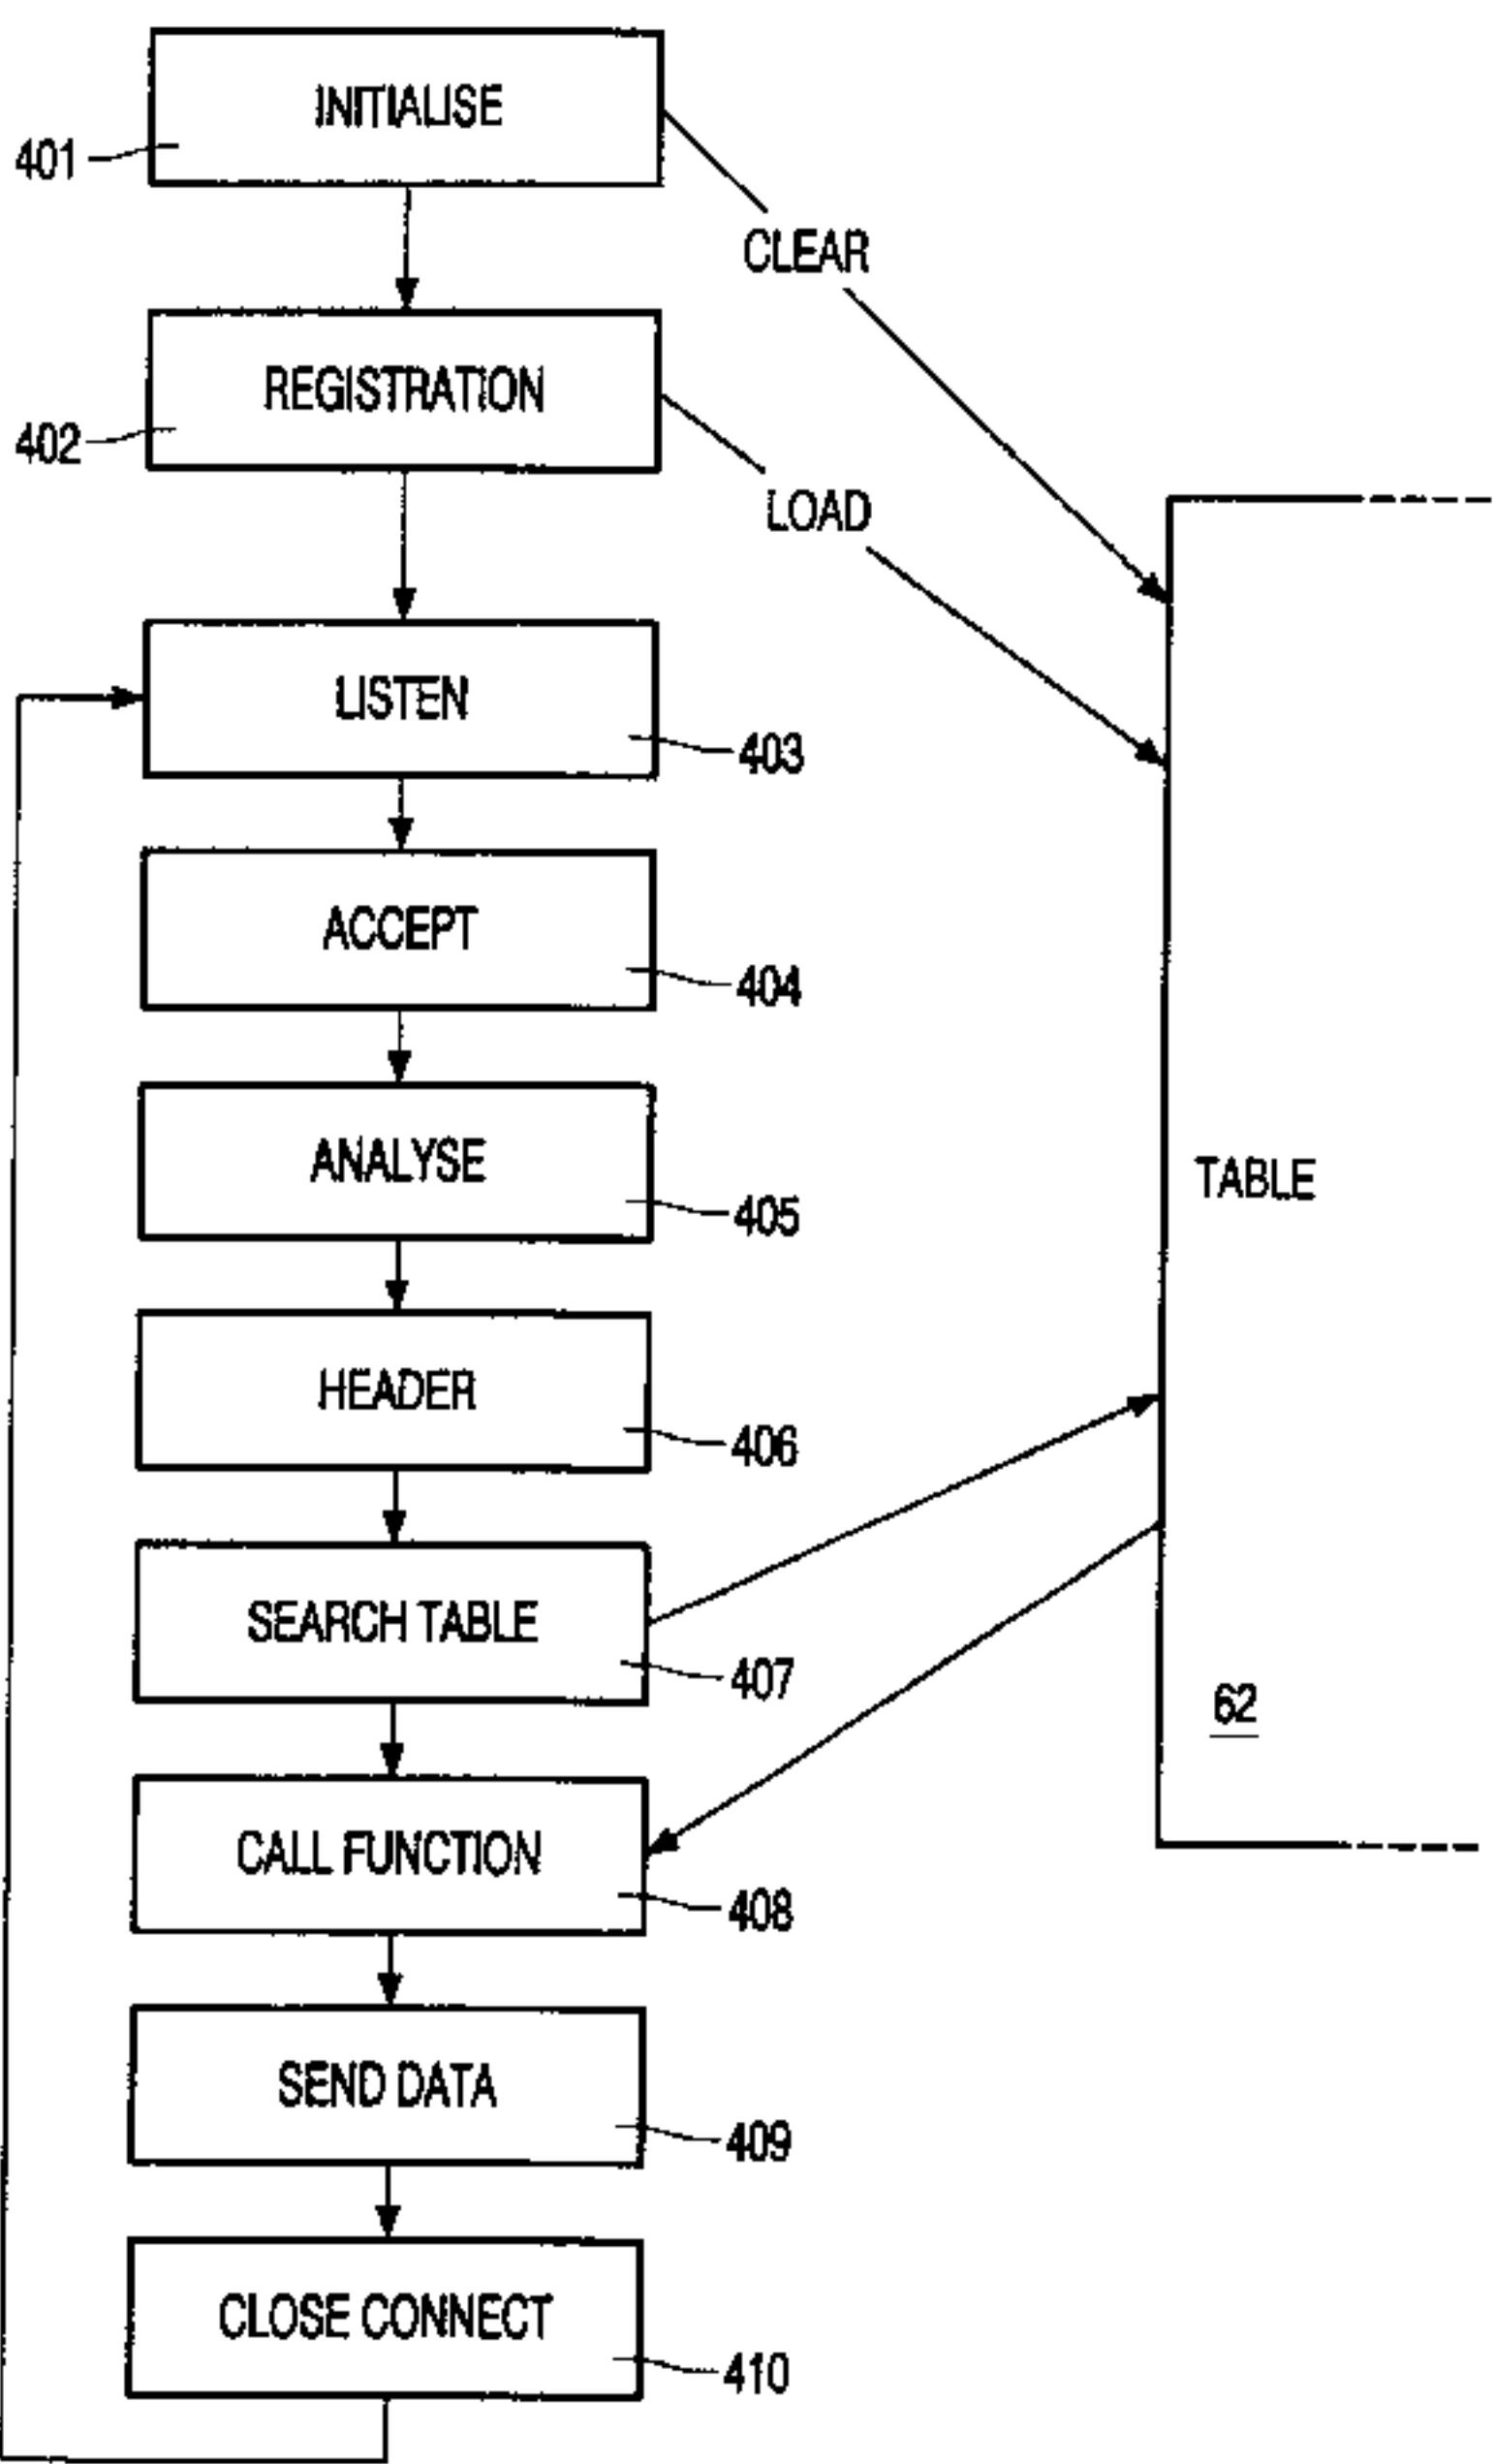 INITIALISE
401
CLEAR
REGISTRATION
402
LOAD
LISTEN
403
ACCEPT
404
ANALYSE
405
TABLE
HEADER
406
SEARCH TABLE
407
62
CALL FUNCTION
408
SEND DATA
409
CLOSE CONNECT
410